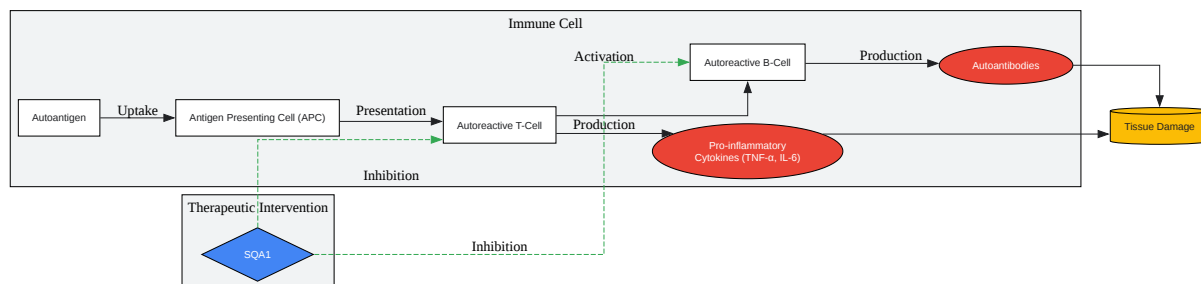 Immune Cell
Activation
Autoreactive B-Cell
Production
Autoantibodies
Autoantigen
Uptake
Antigen Presenting Cell (APC)
Presentation
Autoreactive T-Cell
Production
Pro-inflammatory
Cytokines (TNF-α, IL-6)
Tissue Damage
Inhibition
Therapeutic Intervention
SQA1
Inhibition